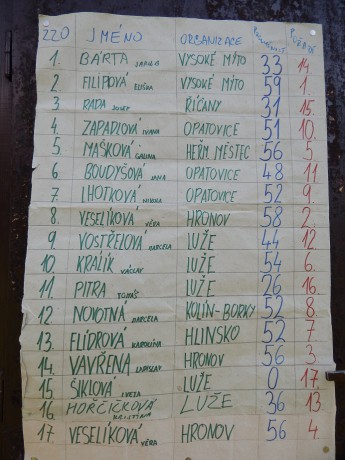 ZZO JMÉNO ORGANIZACE POŘADÍ
1. BÁRTA VYSOKÉ MÝTO 33 14.
2. FILIPOVÁ ELIŠKA VYSOKÉ MÝTO 59 1.
3 RADA JOSEF ŘÍČANY 31 15.
4 ZAPADLOVÁ IVANA OPATOVICE 51 10.
5. MAŠKOVÁ GALINA HEŘM. MĚSTEC 56 5.
6 BOUDYŠOVA JANA OPATOVICE 48 11
7. LHOTKOVÁ NIKOLA OPATOVICE 52 9.
8. VESELÍKOVÁ VĚRA HRONOV 58 2.
9. VOSTŘELOVÁ MARCELA LUŽE 44 12
10. KRALÍK VÁCLAV LUŽE 54 6.
11. PITRA TOMÁŠ LUŽE 26 16.
12 NOVOTNÁ MARCELA KOLÍN-BORKY 52 8
13. FLÍDROVÁ KAROLÍNA HLINSKO 52 7
14. VAVŘENA LADISLAV HRONOV 56 3.
15 ŠIKLOVÁ IVETA LUŽE 0 17.
16. HORČIČKOVÁ KRISTÝNA LUŽE 36 13
17. VESELÍKOVÁ VĚRA HRONOV 56 4.